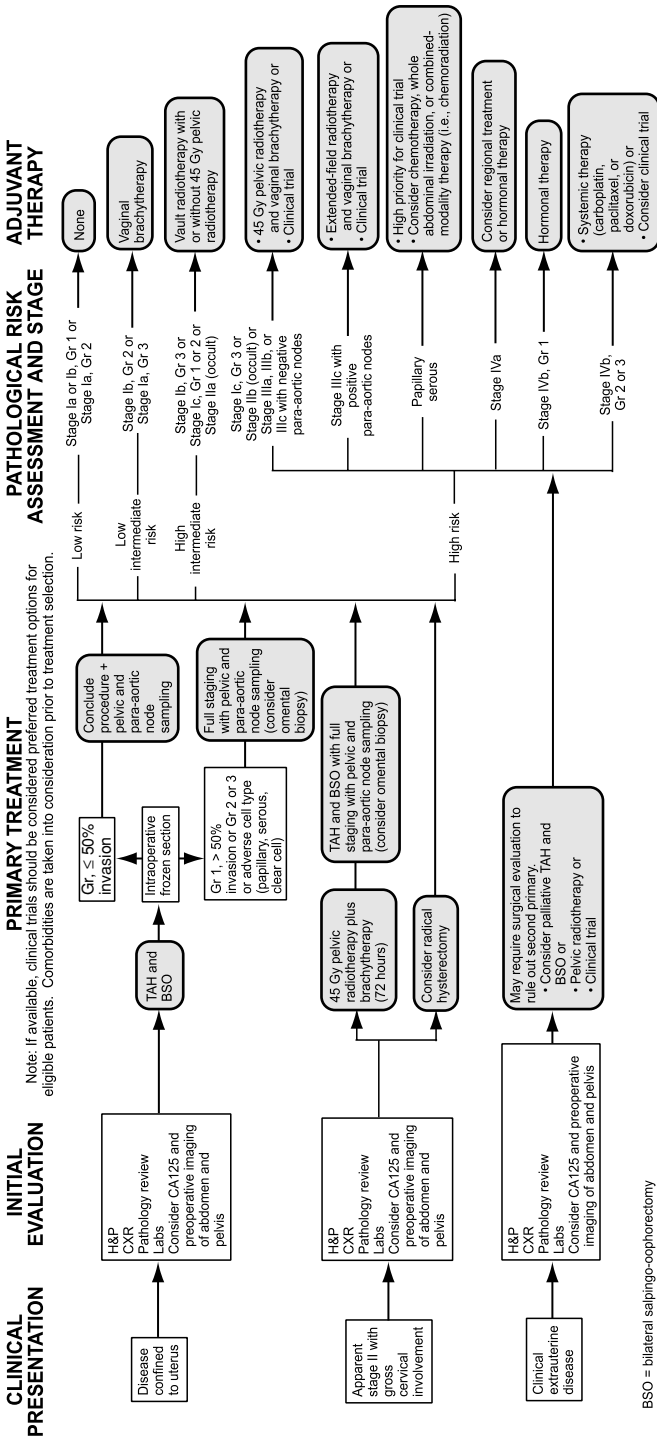 CLINICAL
PRESENTATION
INITIAL
EVALUATION
PRIMARY TREATMENT
Note: If available, clinical trials should be considered preferred treatment options for
eligible patients. Comorbidities are taken into consideration prior to treatment selection.
PATHOLOGICAL RISK
ASSESSMENT AND STAGE
ADJUVANT
THERAPY
Disease
confined
to uterus
H&P
CXR
Pathology review
Labs
Consider CA125 and
preoperative imaging
of abdomen and
pelvis
TAH and
BSO
Gr, ≤ 50%
invasion
Intraoperative
frozen section
Gr 1, > 50%
invasion or Gr 2 or 3
or adverse cell type
(papillary, serous,
clear cell)
Conclude
procedure +
pelvic and
para-aortic
node
sampling
Full staging
with pelvic and
para-aortic
node sampling
(consider
omental
biopsy)
Apparent
stage II with
gross
cervical
involvement
H&P
CXR
Pathology review
Labs
Consider CA125 and
preoperative imaging
of abdomen and
pelvis
45 Gy pelvic
radiotherapy plus
brachytherapy
(72 hours)
TAH and BSO with full
staging with pelvic and
para-aortic node sampling
(consider omental biopsy)
Consider radical
hysterectomy
Clinical
extrauterine
disease
H&P
CXR
Pathology review
Labs
Consider CA125 and preoperative
imaging of abdomen and pelvis
May require surgical evaluation to
rule out second primary.
• Consider palliative TAH and
BSO or
• Pelvic radiotherapy or
• Clinical trial
Low risk
Stage Ia or Ib, Gr 1 or
Stage Ia, Gr 2
None
Low
intermediate
risk
Stage Ib, Gr 2 or
Stage Ia, Gr 3
Vaginal
brachytherapy
High
intermediate
risk
Stage Ib, Gr 3 or
Stage Ic, Gr 1 or 2 or
Stage IIa (occult)
Vault radiotherapy with
or without 45 Gy pelvic
radiotherapy
High risk
Stage Ic, Gr 3 or
Stage IIb (occult) or
Stage IIIa, IIIb, or
IIIc with negative
para-aortic nodes
• 45 Gy pelvic radiotherapy
and vaginal brachytherapy or
• Clinical trial
Stage IIIc with
positive
para-aortic nodes
• Extended-field radiotherapy
and vaginal brachytherapy or
• Clinical trial
Papillary
serous
• High priority for clinical trial
• Consider chemotherapy, whole
abdominal irradiation, or combined-
modality therapy (i.e., chemoradiation)
Stage IVa
Consider regional treatment
or hormonal therapy
Stage IVb, Gr 1
Hormonal therapy
Stage IVb,
Gr 2 or 3
• Systemic therapy
(carboplatin,
paclitaxel, or
doxorubicin) or
• Consider clinical trial
BSO = bilateral salpingo-oophorectomy